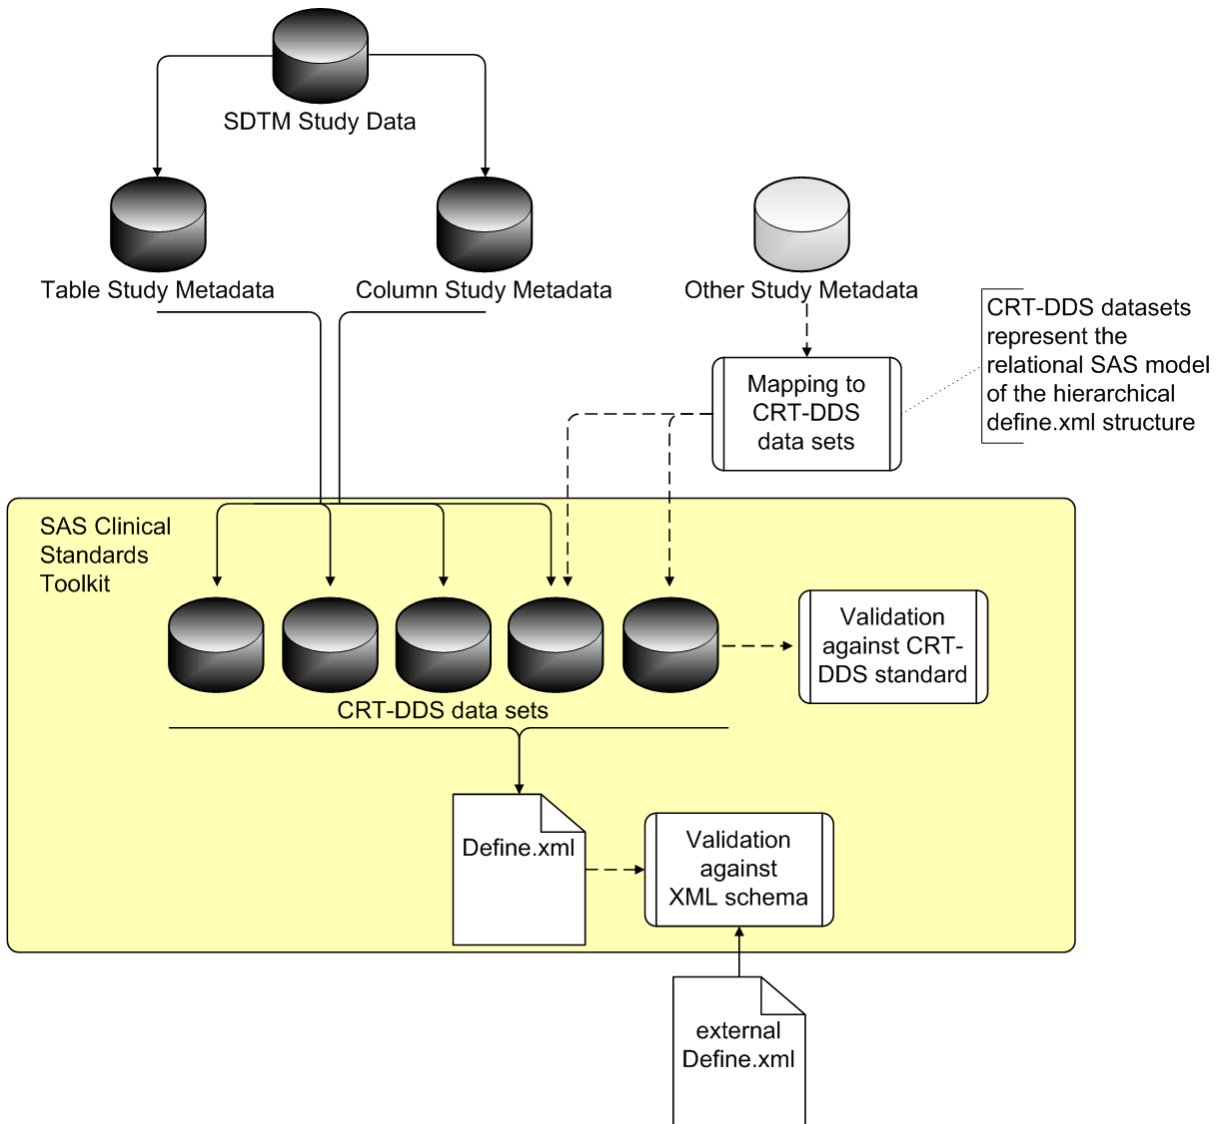 SDTM Study Data
Table Study Metadata
Column Study Metadata
Other Study Metadata
CRT-DDS datasets
represent the
relational SAS model
of the hierarchical
define.xml structure
Mapping to
CRT-DDS
data sets
SAS Clinical
Standards
Toolkit
Validation
against CRT-
DDS standard
CRT-DDS data sets
Define.xml
Validation
against
XML schema
external
Define.xml